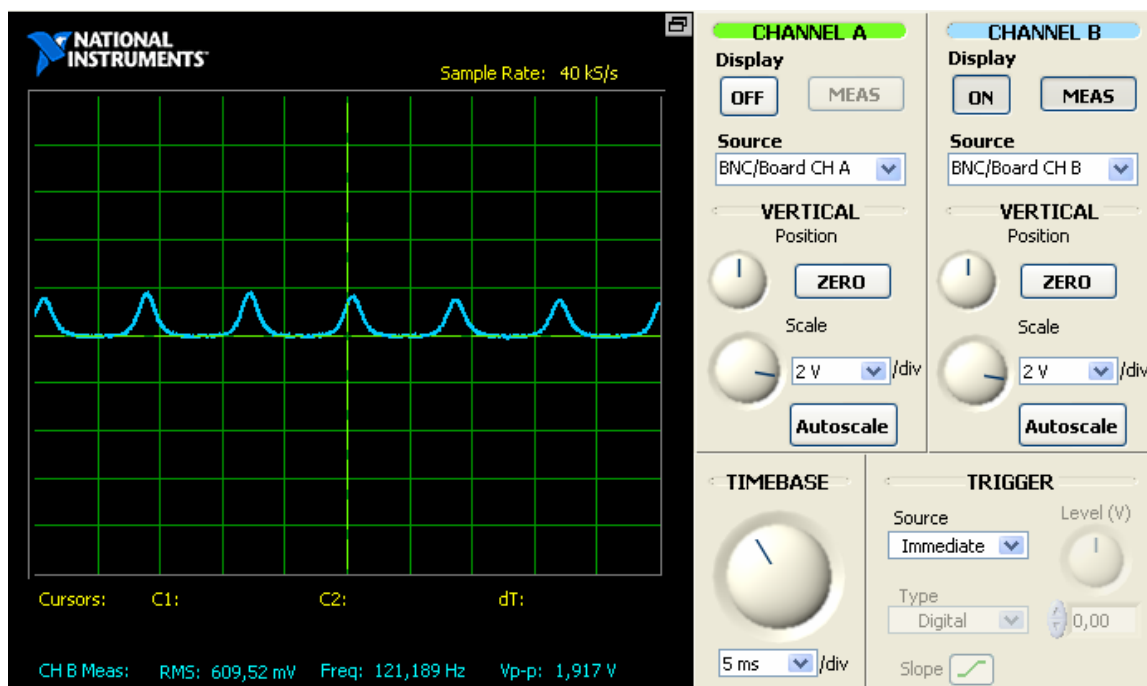 NATIONAL
INSTRUMENTS™
Sample Rate: 40 kS/s
Cursors: C1: C2: dT:
CH B Meas: RMS: 609,52 mV Freq: 121,189 Hz Vp-p: 1,917 V
CHANNEL A
Display
OFF MEAS
Source
BNC/Board CH A
VERTICAL
Position
ZERO
Scale
2 V /div
Autoscale
CHANNEL B
Display
ON MEAS
Source
BNC/Board CH B
VERTICAL
Position
ZERO
Scale
2 V /div
Autoscale
TIMEBASE
5 ms /div
TRIGGER
Source
Immediate
Level (V)
Type
Digital
0,00
Slope